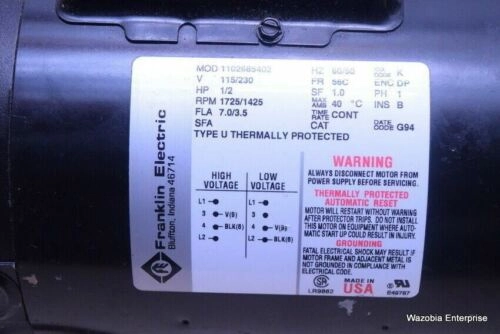 Franklin Electric
Bluffton, Indiana 46714
MOD 1102685402 HZ 60/50 KVA CODE K
V 115/230 FR 56C ENC DP
HP 1/2 SF 1.0 PH 1
RPM 1725/1425 MAX AMB 40 °C INS B
FLA 7.0/3.5 TIME RATE CONT
SFA CAT DATE CODE G94
TYPE U THERMALLY PROTECTED
HIGH VOLTAGE LOW VOLTAGE
L1
3 V(9)
4 BLK(8)
L2
L1
3
4 V(9)
L2 BLK(8)
WARNING
ALWAYS DISCONNECT MOTOR FROM
POWER SUPPLY BEFORE SERVICING.
THERMALLY PROTECTED
AUTOMATIC RESET
MOTOR WILL RESTART WITHOUT WARNING
AFTER PROTECTOR TRIPS. DO NOT INSTALL
THIS MOTOR ON EQUIPMENT WHERE AUTO-
MATIC START UP COULD RESULT IN INJURY.
GROUNDING
FATAL ELECTRICAL SHOCK MAY RESULT IF
MOTOR FRAME AND ADJACENT METAL IS
NOT GROUNDED IN COMPLIANCE WITH
ELECTRICAL CODE.
LR9862
MADE IN
USA
Wazobia Enterprise